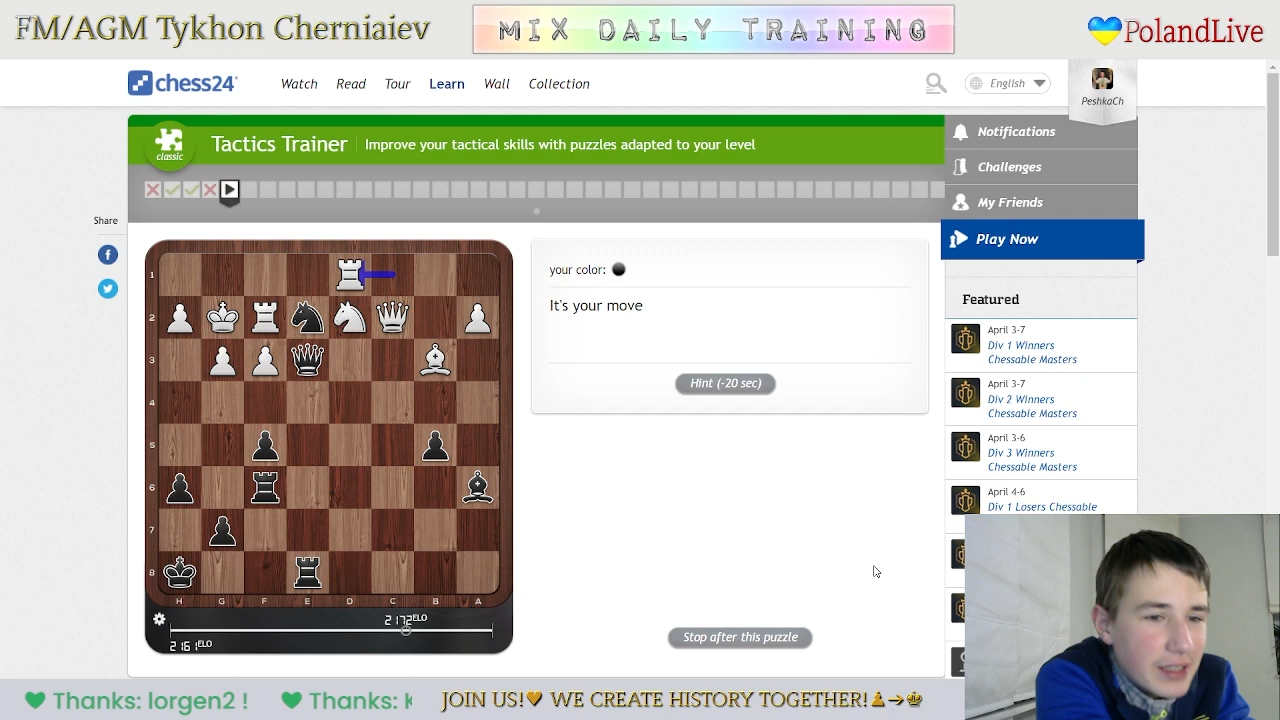 FM/AGM Tykhon Cherniaiev
MIX DAILY TRAINING
PolandLive
chess24
Watch Read Tour Learn Wall Collection
English
PeshkaCh
classic
Tactics Trainer
Improve your tactical skills with puzzles adapted to your level
Notifications
Challenges
My Friends
Play Now
Share
your color:
It's your move
Hint (-20 sec)
Stop after this puzzle
1
2
3
4
5
6
7
8
H G F E D C B A
2172ELO
2161ELO
Featured
April 3-7
Div 1 Winners
Chessable Masters
April 3-7
Div 2 Winners
Chessable Masters
April 3-6
Div 3 Winners
Chessable Masters
April 4-6
Div 1 Losers Chessable
Thanks: lorgen2 !
Thanks:
JOIN US! WE CREATE HISTORY TOGETHER!